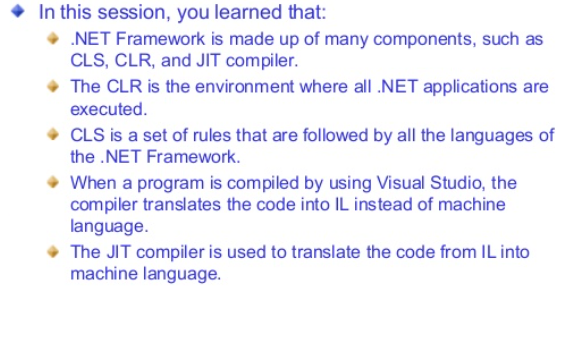 In this session, you learned that:
.NET Framework is made up of many components, such as
CLS, CLR, and JIT compiler.
The CLR is the environment where all .NET applications are
executed.
CLS is a set of rules that are followed by all the languages of
the .NET Framework.
When a program is compiled by using Visual Studio, the
compiler translates the code into IL instead of machine
language.
The JIT compiler is used to translate the code from IL into
machine language.